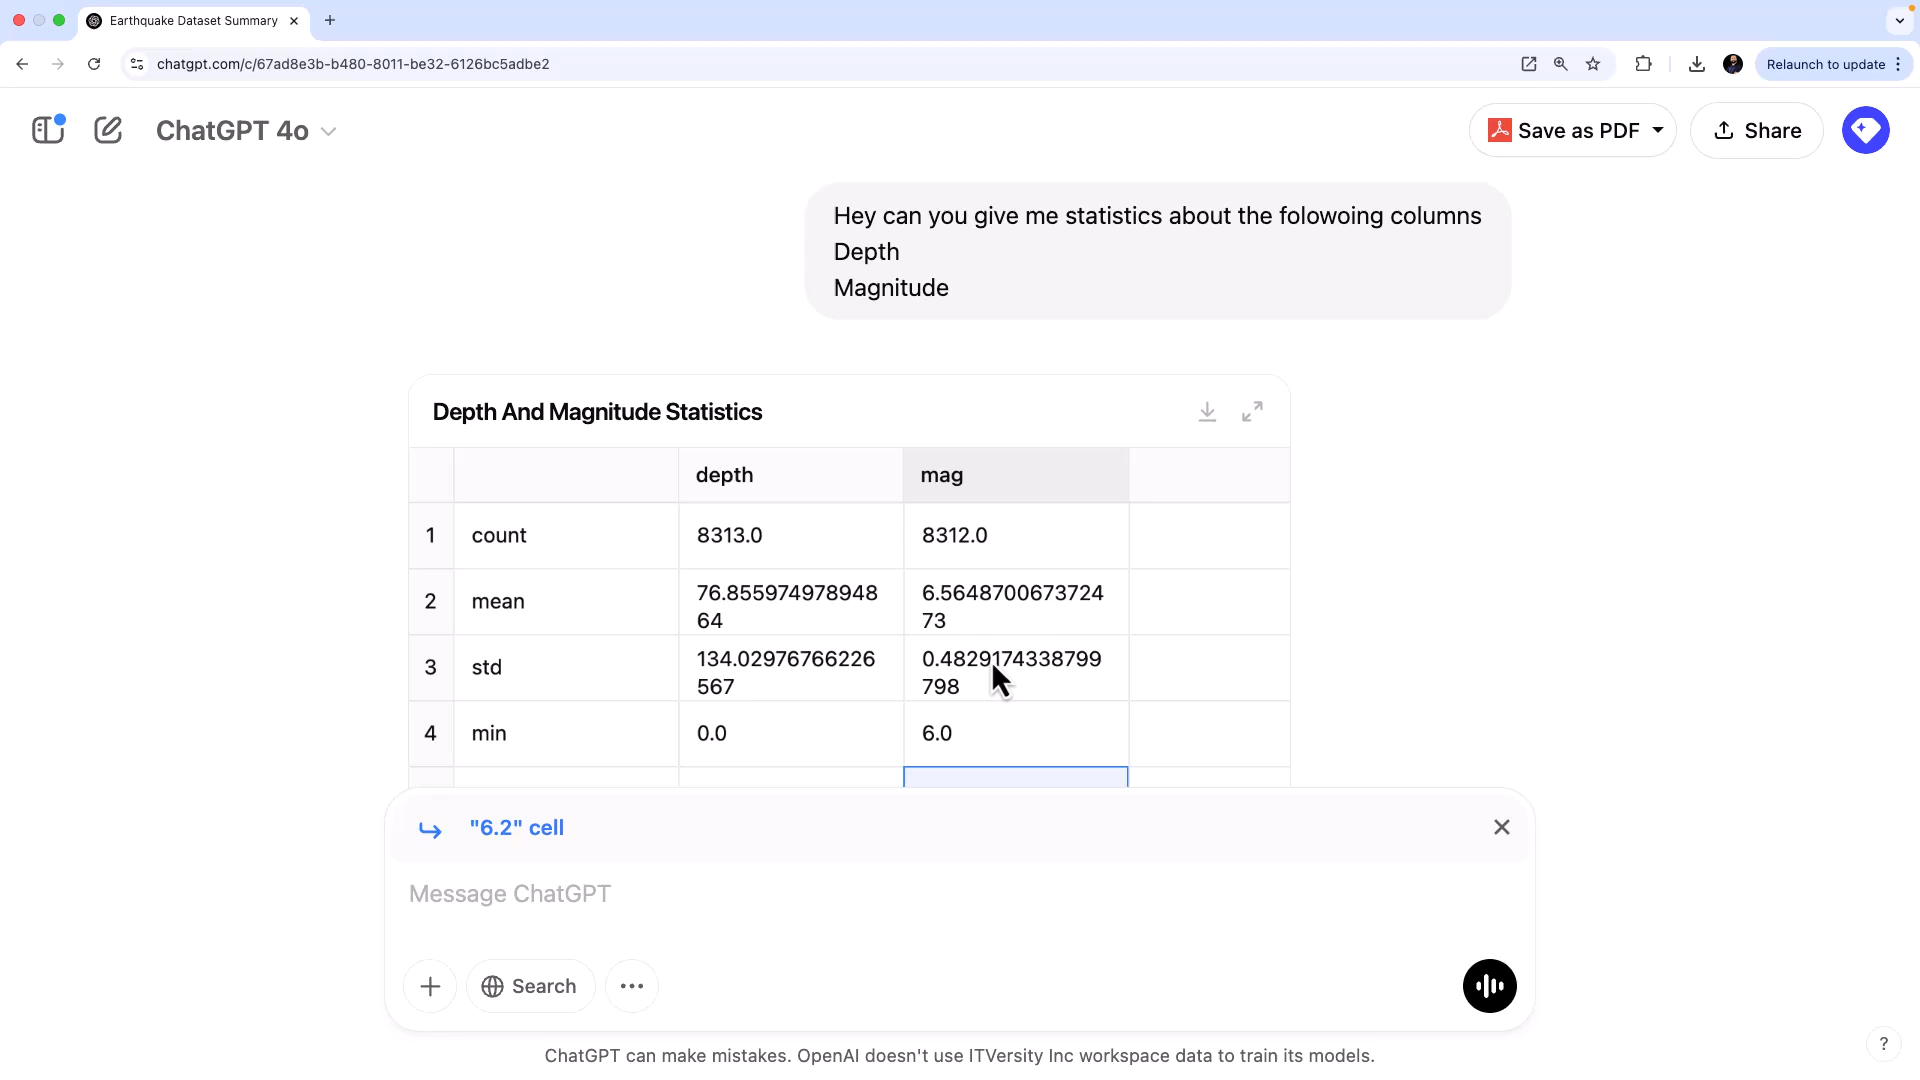 Earthquake Dataset Summary
chatgpt.com/c/67ad8e3b-b480-8011-be32-6126bc5adbe2
Relaunch to update
ChatGPT 4o
Save as PDF
Share
Hey can you give me statistics about the folowoing columns
Depth
Magnitude
Depth And Magnitude Statistics
depth mag
1 count 8313.0 8312.0
2 mean 76.855974978948 6.5648700673724
64 73
3 std 134.02976766226 0.4829174338799
567 798
4 min 0.0 6.0
"6.2" cell
Message ChatGPT
Search
ChatGPT can make mistakes. OpenAI doesn't use ITVersity Inc workspace data to train its models.
?